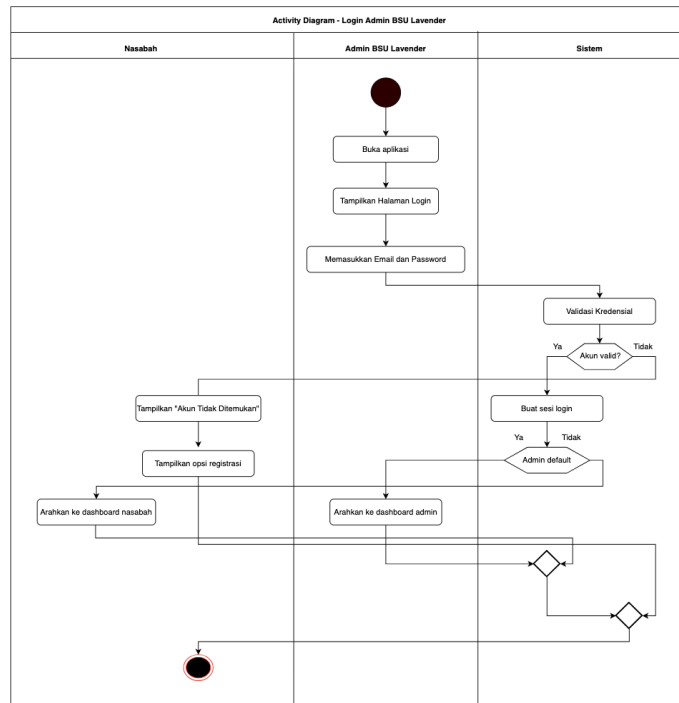 Activity Diagram - Login Admin BSU Lavender
Nasabah
Admin BSU Lavender
Sistem
Buka aplikasi
Tampilkan Halaman Login
Memasukkan Email dan Password
Validasi Kredensial
Ya
Tidak
Akun valid?
Tampilkan "Akun Tidak Ditemukan"
Buat sesi login
Ya
Tidak
Tampilkan opsi registrasi
Admin default
Arahkan ke dashboard nasabah
Arahkan ke dashboard admin